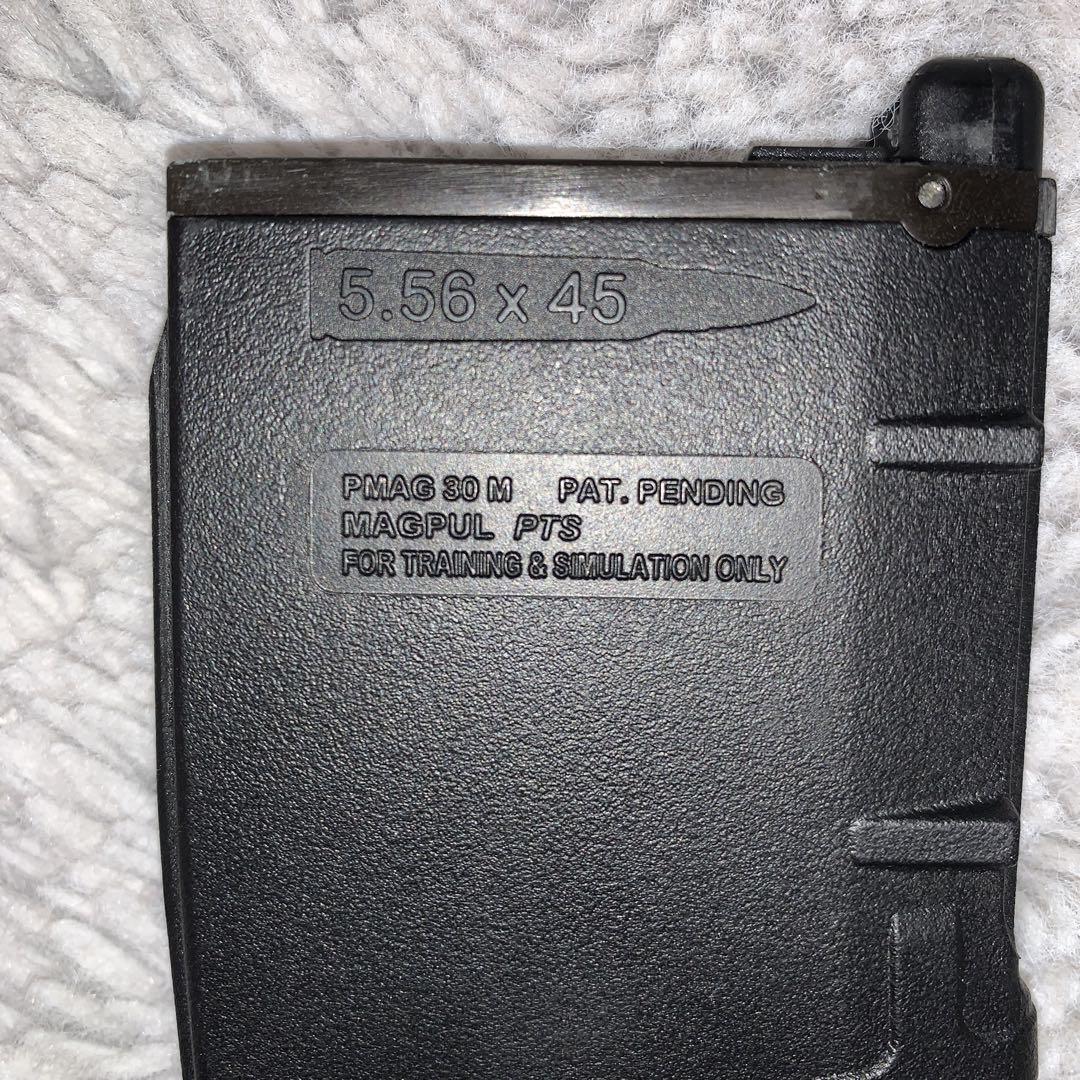 5.56 x 45
PMAG 30 M PAT. PENDING
MAGPUL PTS
FOR TRAINING & SIMULATION ONLY